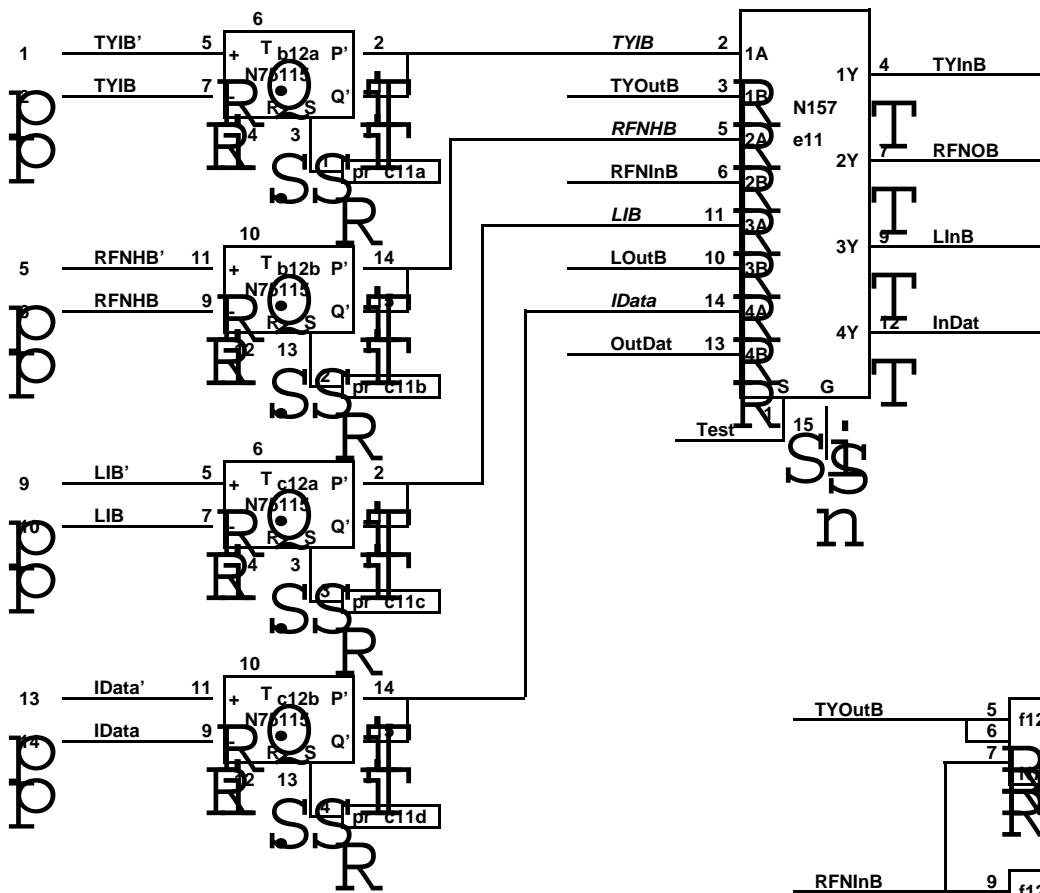 6
1 TYIB' 5 + T b12a P' 2 TYIB 2 1A
TYIB 7 - N75115 Q' TYOutB 3 1B 1Y 4 TYInB
R S N157
4 3 RFNHB 5 2A e11
2Y 7 RFNOB
1 pr c11a RFNInB 6 2B
LIB 11 3A
10 3Y 9 LInB
5 RFNHB' 11 + T b12b P' 14 LOutB 10 3B
RFNHB 9 - N75115 Q' IData 14 4A
R S 4Y 12 InDat
12 13 OutDat 13 4B
2 pr c11b S G
1
Test 15
6
9 LIB' 5 + T c12a P' 2
10 LIB 7 - N75115 Q'
R S
4 3
3 pr c11c
10
13 IData' 11 + T c12b P' 14
14 IData 9 - N75115 Q' 15
R S
12 13
4 pr c11d
TYOutB 5
6
7
RFNInB 9